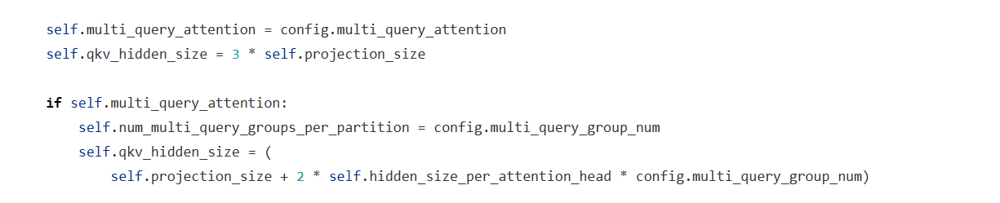 self.multi_query_attention = config.multi_query_attention
self.qkv_hidden_size = 3 * self.projection_size

if self.multi_query_attention:
    self.num_multi_query_groups_per_partition = config.multi_query_group_num
    self.qkv_hidden_size = (
        self.projection_size + 2 * self.hidden_size_per_attention_head * config.multi_query_group_num)